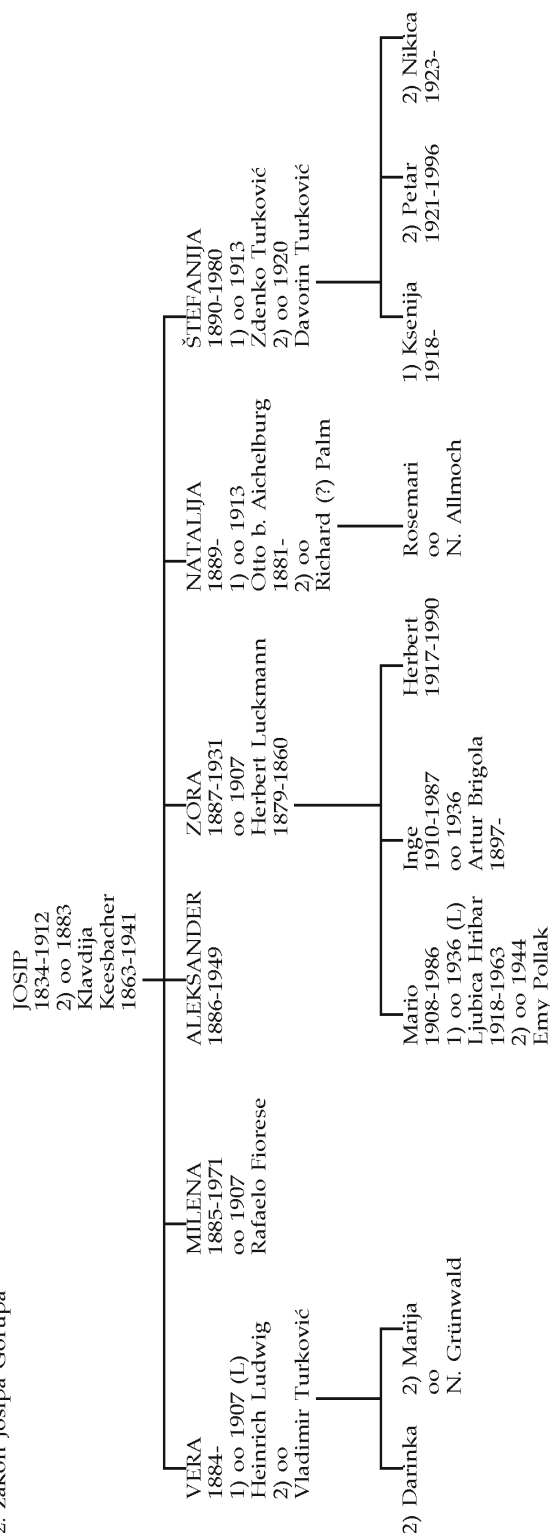 2. zakon Josipa Gorupa
JOSIP
1834-1912
2) oo 1883
Klavdija
Keesbacher
1863-1941
VERA
1884-
1) oo 1907 (L)
Heinrich Ludwig
2) oo
Vladimir Turković
MILENA
1885-1971
oo 1907
Rafaelo Fiorese
ALEKSANDER
1886-1949
ZORA
1887-1931
oo 1907
Herbert Luckmann
1879-1860
NATALIJA
1889-
1) oo 1913
Otto b. Aichelburg
1881-
2) oo
Richard (?) Palm
ŠTEFANIJA
1890-1980
1) oo 1913
Zdenko Turković
2) oo 1920
Davorin Turković
2) Darinka
2) Marija
oo
N. Grünwald
Mario
1908-1986
1) oo 1936 (L)
Ljubica Hribar
1918-1963
2) oo 1944
Emy Pollak
Inge
1910-1987
oo 1936
Artur Brigola
1897-
Herbert
1917-1990
Rosemari
oo
N. Allmoch
1) Ksenija
1918-
2) Petar
1921-1996
2) Nikica
1923-